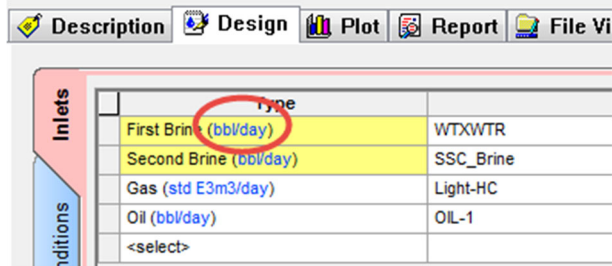 Description Design Plot Report File Vi
Inlets
Type
First Brine (bbl/day) WTXWTR
Second Brine (bbl/day) SSC_Brine
Gas (std E3m3/day) Light-HC
Oil (bbl/day) OIL-1
<select>
nditions